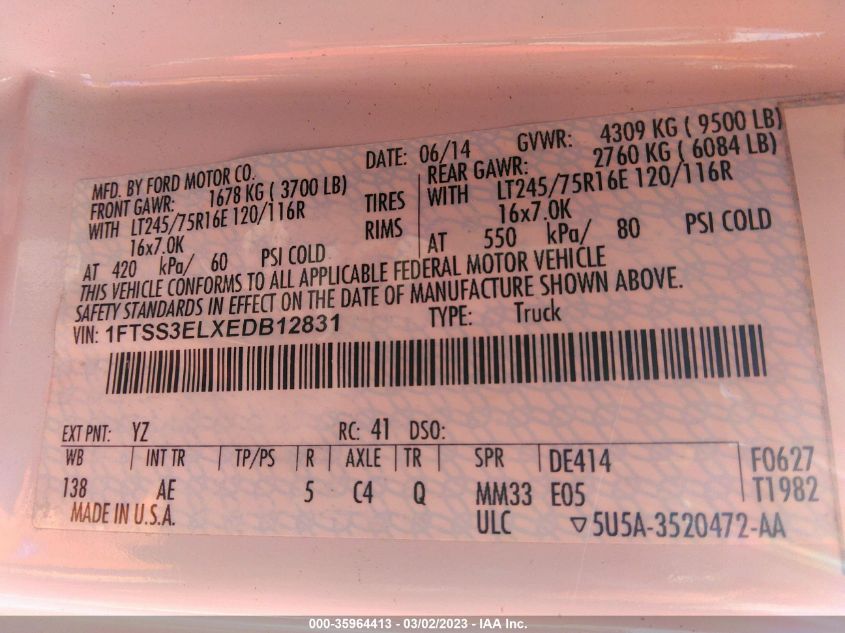 MFD. BY FORD MOTOR CO.
DATE: 06/14 GVWR: 4309 KG ( 9500 LB)
FRONT GAWR: 1678 KG ( 3700 LB)
REAR GAWR: 2760 KG ( 6084 LB)
WITH LT245/75R16E 120/116R TIRES
WITH LT245/75R16E 120/116R
16x7.0K RIMS 16x7.0K
AT 420 kPa/ 60 PSI COLD AT 550 kPa/ 80 PSI COLD
THIS VEHICLE CONFORMS TO ALL APPLICABLE FEDERAL MOTOR VEHICLE
SAFETY STANDARDS IN EFFECT ON THE DATE OF MANUFACTURE SHOWN ABOVE.
VIN: 1FTSS3ELXEDB12831 TYPE: Truck
EXT PNT: YZ RC: 41 DSO:
WB INT TR TP/PS R AXLE TR SPR DE414 F0627
138 AE 5 C4 Q MM33 E05 T1982
MADE IN U.S.A. ULC ▽5U5A-3520472-AA
000-35964413 - 03/02/2023 - IAA Inc.